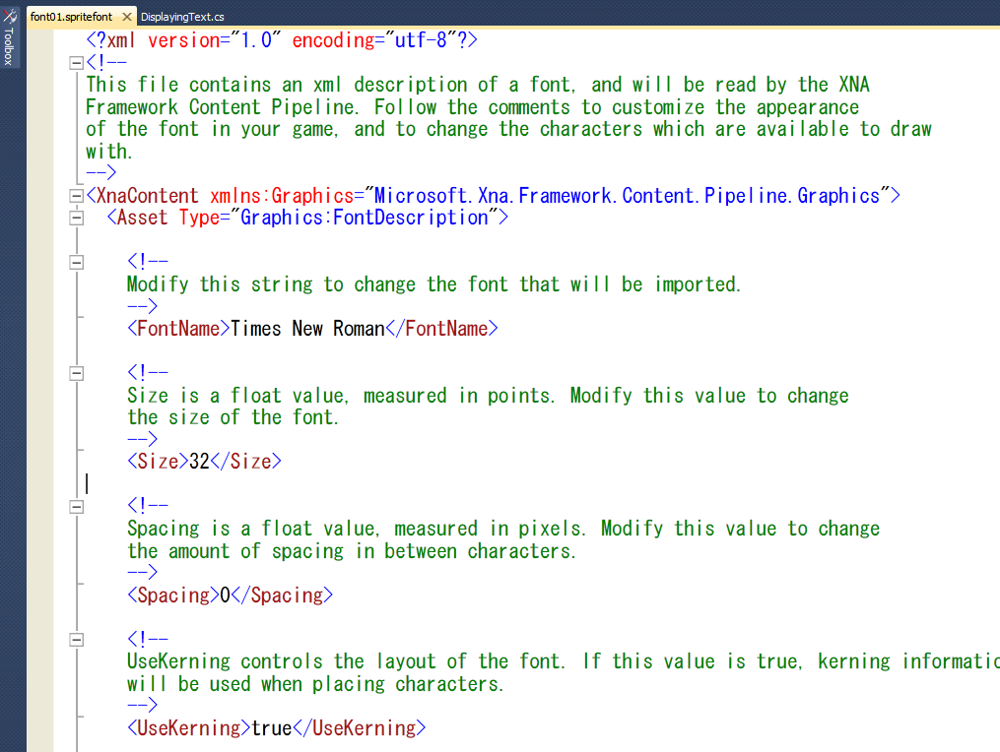 font01.spritefont
DisplayingText.cs
Toolbox
<?xml version="1.0" encoding="utf-8"?>
<!--
This file contains an xml description of a font, and will be read by the XNA
Framework Content Pipeline. Follow the comments to customize the appearance
of the font in your game, and to change the characters which are available to draw
with.
-->
<XnaContent xmlns:Graphics="Microsoft.Xna.Framework.Content.Pipeline.Graphics">
<Asset Type="Graphics:FontDescription">
<!--
Modify this string to change the font that will be imported.
-->
<FontName>Times New Roman</FontName>
<!--
Size is a float value, measured in points. Modify this value to change
the size of the font.
-->
<Size>32</Size>
<!--
Spacing is a float value, measured in pixels. Modify this value to change
the amount of spacing in between characters.
-->
<Spacing>0</Spacing>
<!--
UseKerning controls the layout of the font. If this value is true, kerning informatio
will be used when placing characters.
-->
<UseKerning>true</UseKerning>